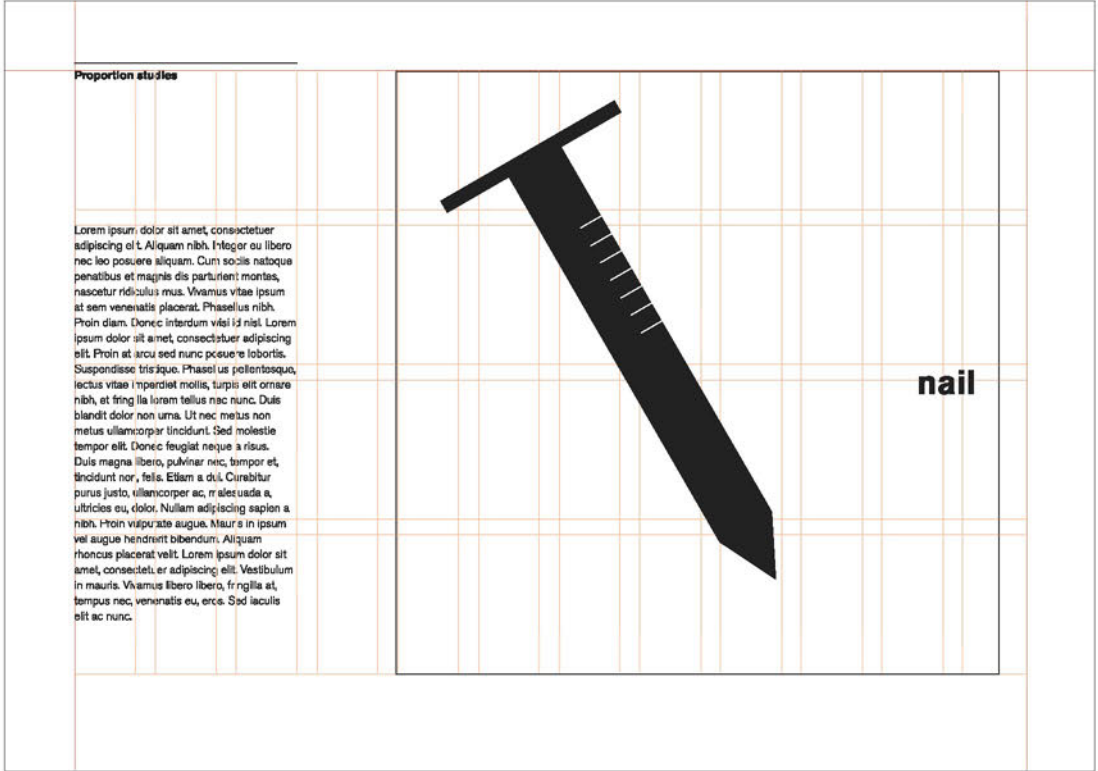 Proportion studies
Lorem ipsum dolor sit amet, consectetuer
adipiscing elit. Aliquam nibh. Integer eu libero
nec leo posuere aliquam. Cum sociis natoque
penatibus et magnis dis parturient montes,
nascetur ridiculus mus. Vivamus vitae ipsum
at sem venenatis placerat. Phasellus nibh.
Proin diam. Donec interdum wisi id nisl. Lorem
ipsum dolor sit amet, consectetuer adipiscing
elit. Proin at arcu sed nunc posuere lobortis.
Suspendisse tristique. Phasellus pellentesque,
lectus vitae imperdiet mollis, turpis elit ornare
nibh, et fringilla lorem tellus nec nunc. Duis
blandit dolor non urna. Ut nec metus non
metus ullamcorper tincidunt. Sed molestie
tempor elit. Donec feugiat neque a risus.
Duis magna libero, pulvinar nec, tempor et,
tincidunt non, felis. Etiam a dui. Curabitur
purus justo, ullamcorper ac, malesuada a,
ultricies eu, dolor. Nullam adipiscing sapien a
nibh. Proin vulputate augue. Mauris in ipsum
vel augue hendrerit bibendum. Aliquam
rhoncus placerat velit. Lorem ipsum dolor sit
amet, consectetuer adipiscing elit. Vestibulum
in mauris. Vivamus libero libero, fringilla at,
tempus nec, venenatis eu, eros. Sed iaculis
elit ac nunc.
nail